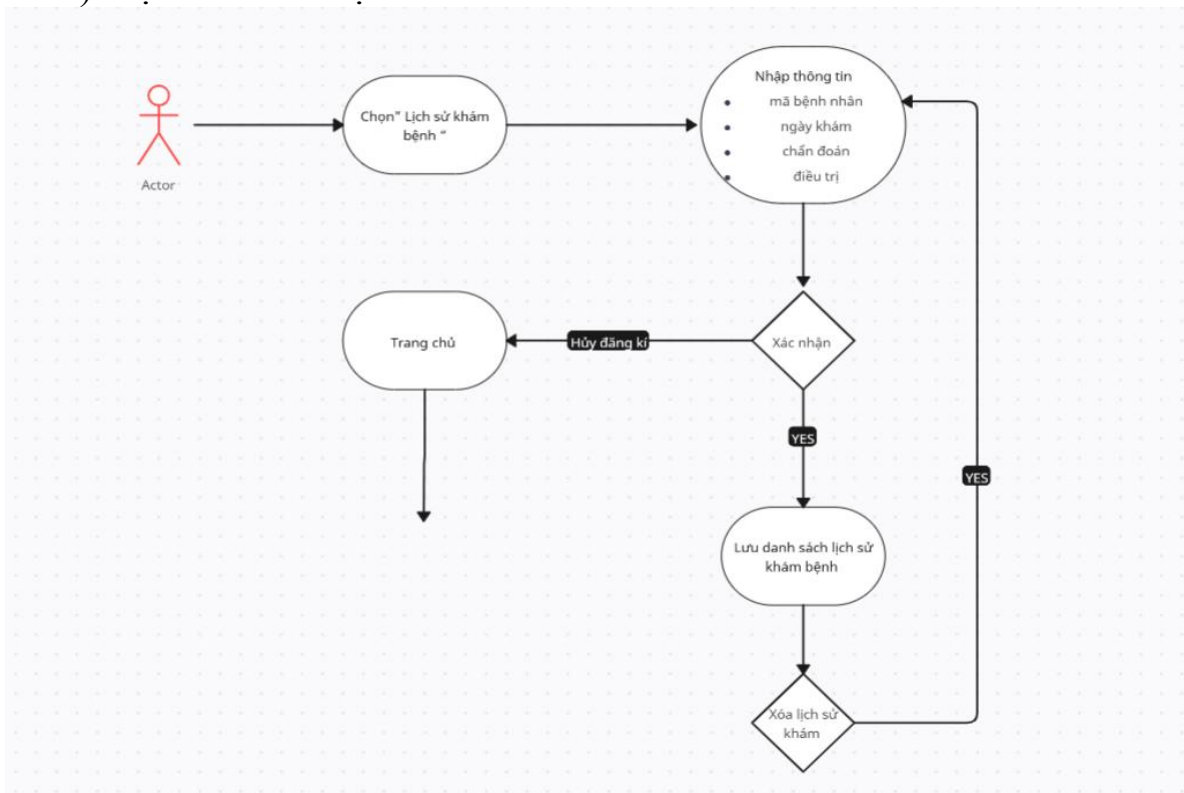 Chọn" Lịch sử khám
bệnh "
Nhập thông tin
• mã bệnh nhân
• ngày khám
• chẩn đoán
• điều trị
Actor
Trang chủ
Hủy đăng kí
Xác nhận
YES
YES
Lưu danh sách lịch sử
khám bệnh
Xóa lịch sử
khám